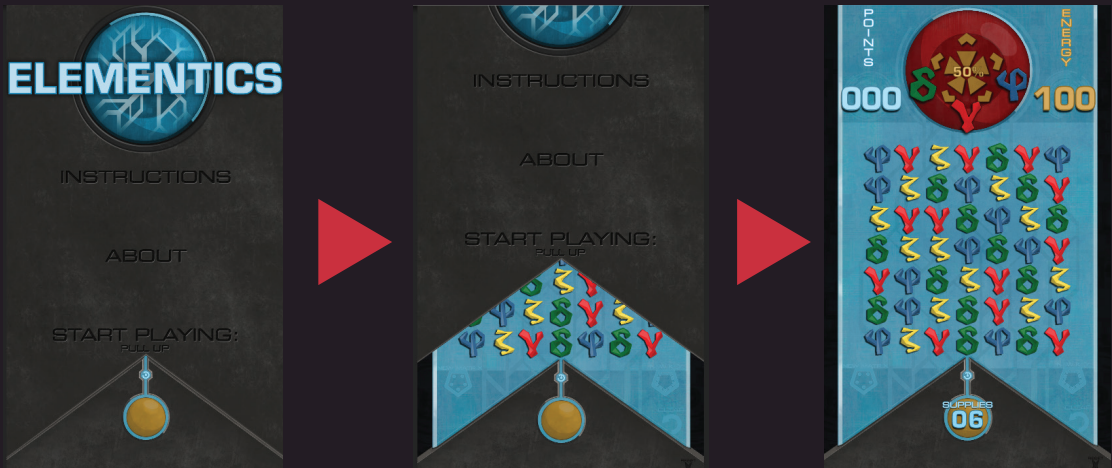 ELEMENTICS
INSTRUCTIONS
ABOUT
START PLAYING:
PULL UP
INSTRUCTIONS
ABOUT
START PLAYING:
PULL UP
POINTS
ENERGY
50%
δ φ
γ
000
100
SUPPLIES
06